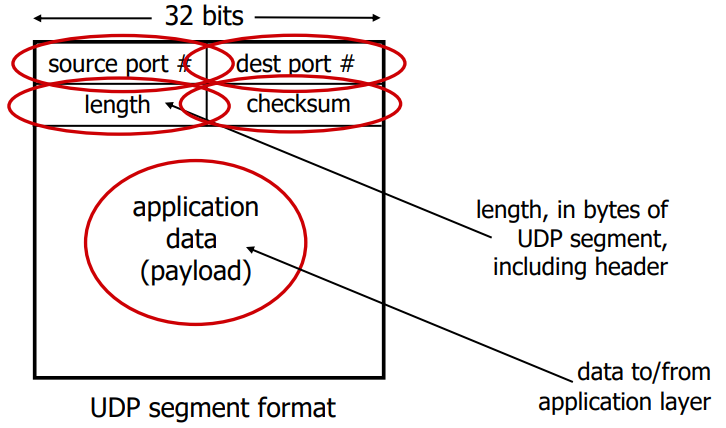 32 bits
source port # dest port #
length checksum
application
data
(payload)
length, in bytes of
UDP segment,
including header
data to/from
application layer
UDP segment format